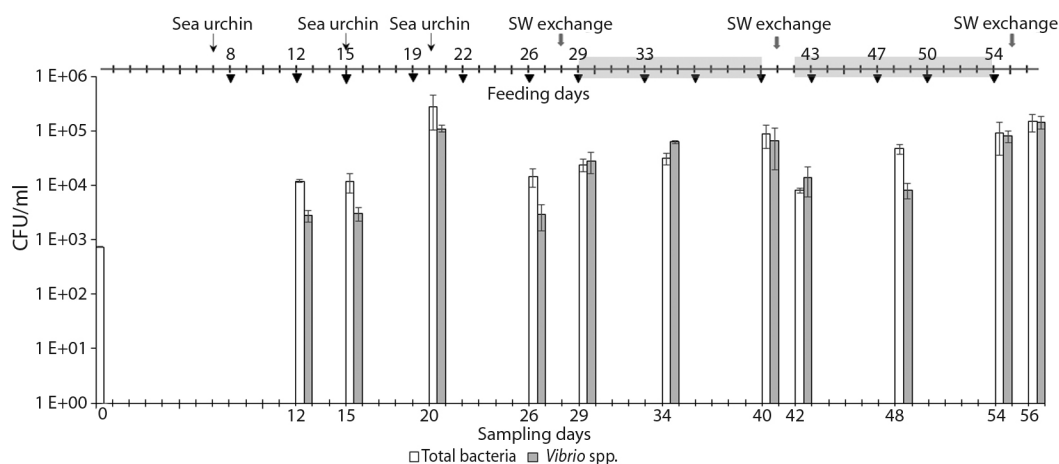 Sea urchin Sea urchin Sea urchin SW exchange SW exchange SW exchange
8 12 15 19 22 26 29 33 43 47 50 54
Feeding days
1 E+06
1 E+05
1 E+04
1 E+03
1 E+02
1 E+01
1 E+00
CFU/ml
0 12 15 20 26 29 34 40 42 48 54 56
Sampling days
Total bacteria Vibrio spp.